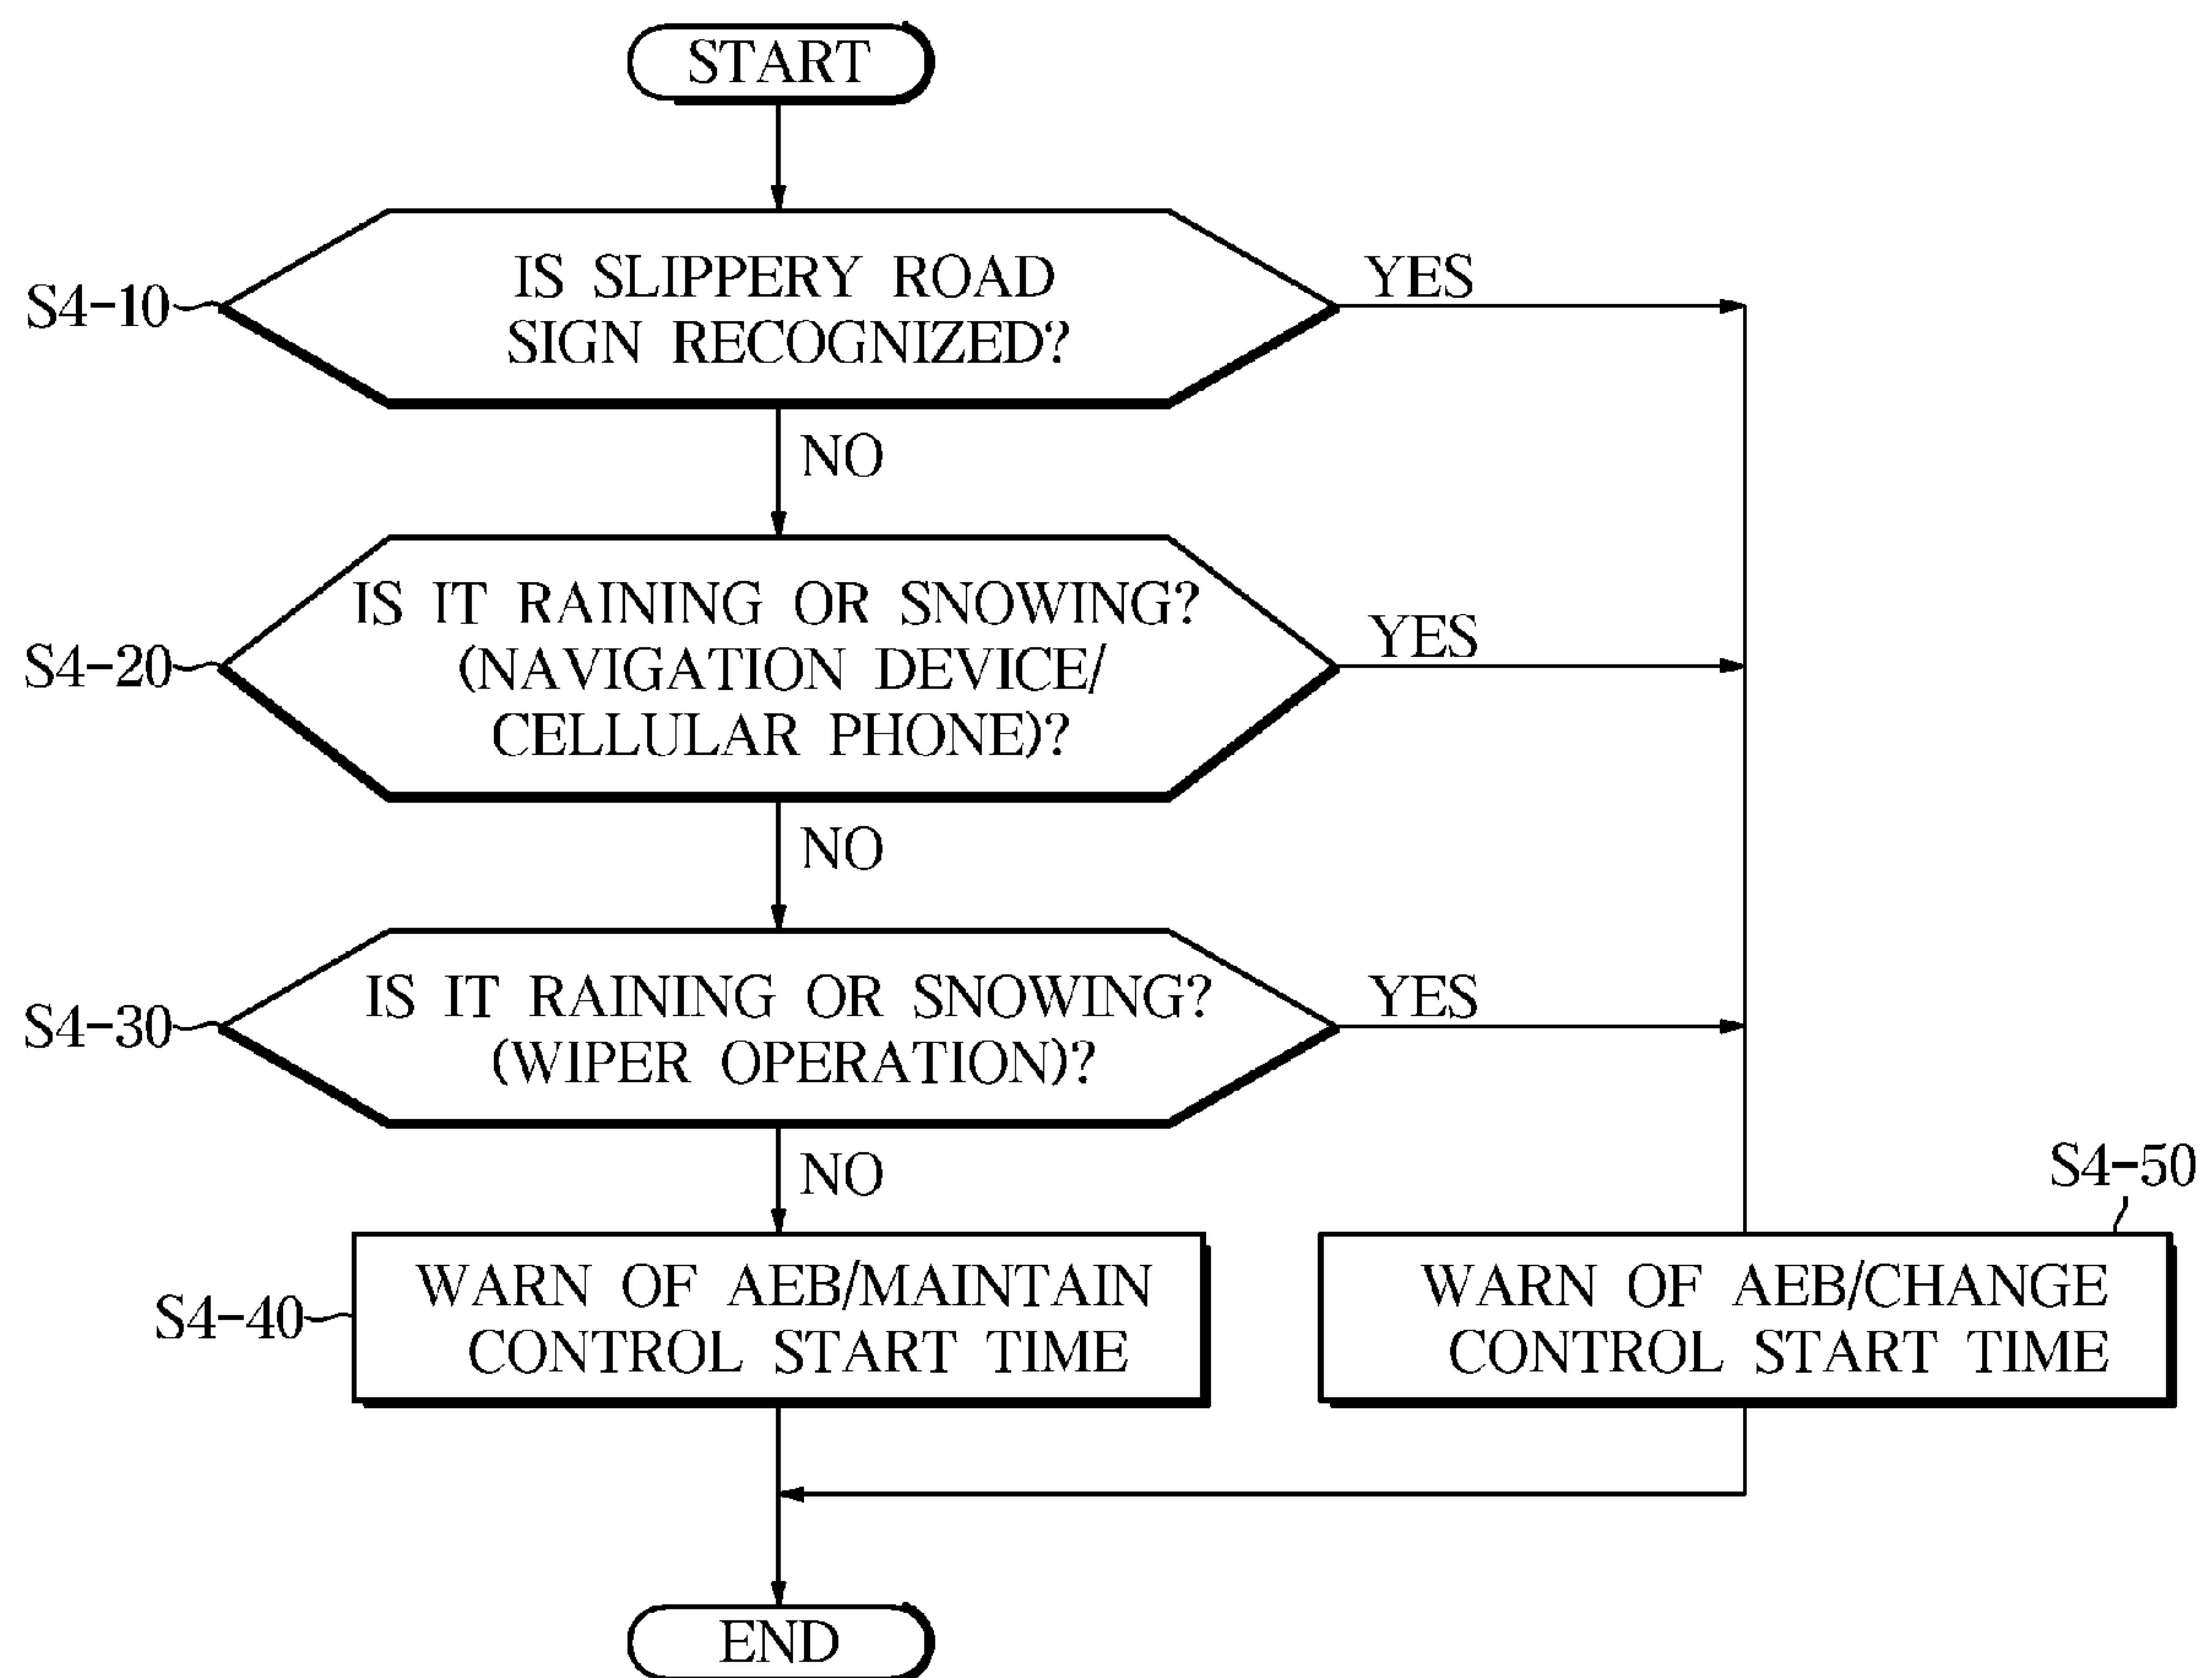 START
S4-10
IS SLIPPERY ROAD
SIGN RECOGNIZED?
YES
NO
S4-20
IS IT RAINING OR SNOWING?
(NAVIGATION DEVICE/
CELLULAR PHONE)?
YES
NO
S4-30
IS IT RAINING OR SNOWING?
(WIPER OPERATION)?
YES
NO
S4-40
WARN OF AEB/MAINTAIN
CONTROL START TIME
S4-50
WARN OF AEB/CHANGE
CONTROL START TIME
END